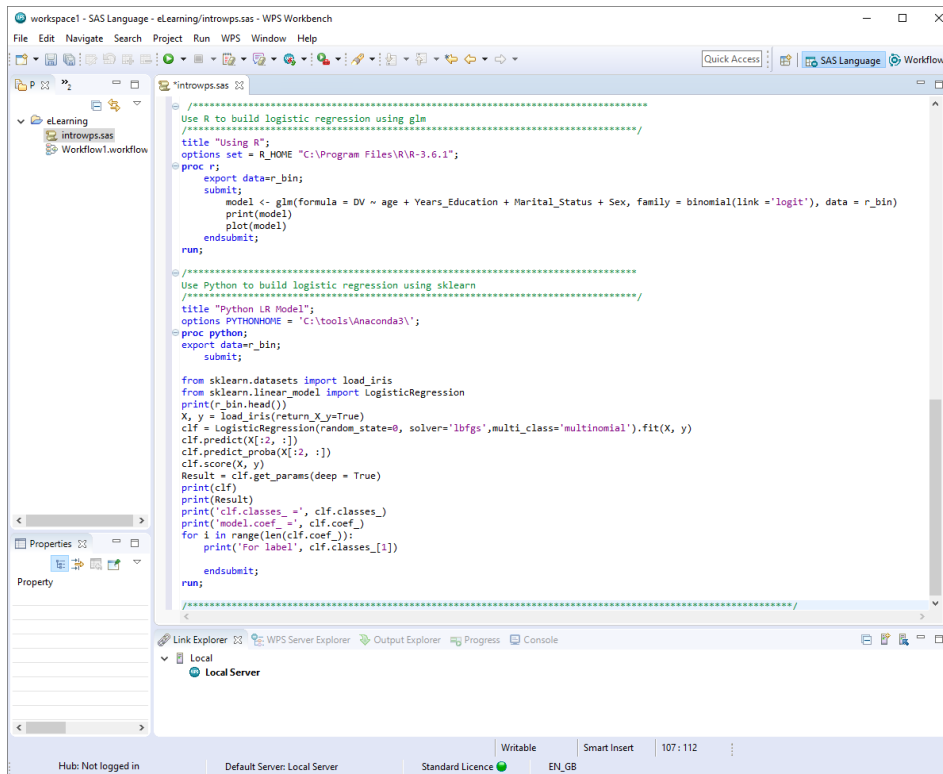 workspace1 - SAS Language - eLearning/introwps.sas - WPS Workbench
File Edit Navigate Search Project Run WPS Window Help
Quick Access
SAS Language
Workflow
P
2
*introwps.sas
eLearning
introwps.sas
Workflow1.workflow
/*********************************************************************************
Use R to build logistic regression using glm
/*********************************************************************************/
title "Using R";
options set = R_HOME "C:\Program Files\R\R-3.6.1";
proc r;
    export data=r_bin;
    submit;
        model <- glm(formula = DV ~ age + Years_Education + Marital_Status + Sex, family = binomial(link ='logit'), data = r_bin)
        print(model)
        plot(model)
    endsubmit;
run;
/*********************************************************************************
Use Python to build logistic regression using sklearn
/*********************************************************************************/
title "Python LR Model";
options PYTHONHOME = 'C:\tools\Anaconda3\';
proc python;
export data=r_bin;
    submit;
from sklearn.datasets import load_iris
from sklearn.linear_model import LogisticRegression
print(r_bin.head())
X, y = load_iris(return_X_y=True)
clf = LogisticRegression(random_state=0, solver='lbfgs',multi_class='multinomial').fit(X, y)
clf.predict(X[:2, :])
clf.predict_proba(X[:2, :])
clf.score(X, y)
Result = clf.get_params(deep = True)
print(clf)
print(Result)
print('clf.classes_ =', clf.classes_)
print('model.coef_ =', clf.coef_)
for i in range(len(clf.coef_)):
    print('For label', clf.classes_[1])
    endsubmit;
run;
/*************************************************************************************************************/
Properties
Property
Link Explorer
WPS Server Explorer
Output Explorer
Progress
Console
Local
Local Server
Writable
Smart Insert
107 : 112
Hub: Not logged in
Default Server: Local Server
Standard Licence
EN_GB